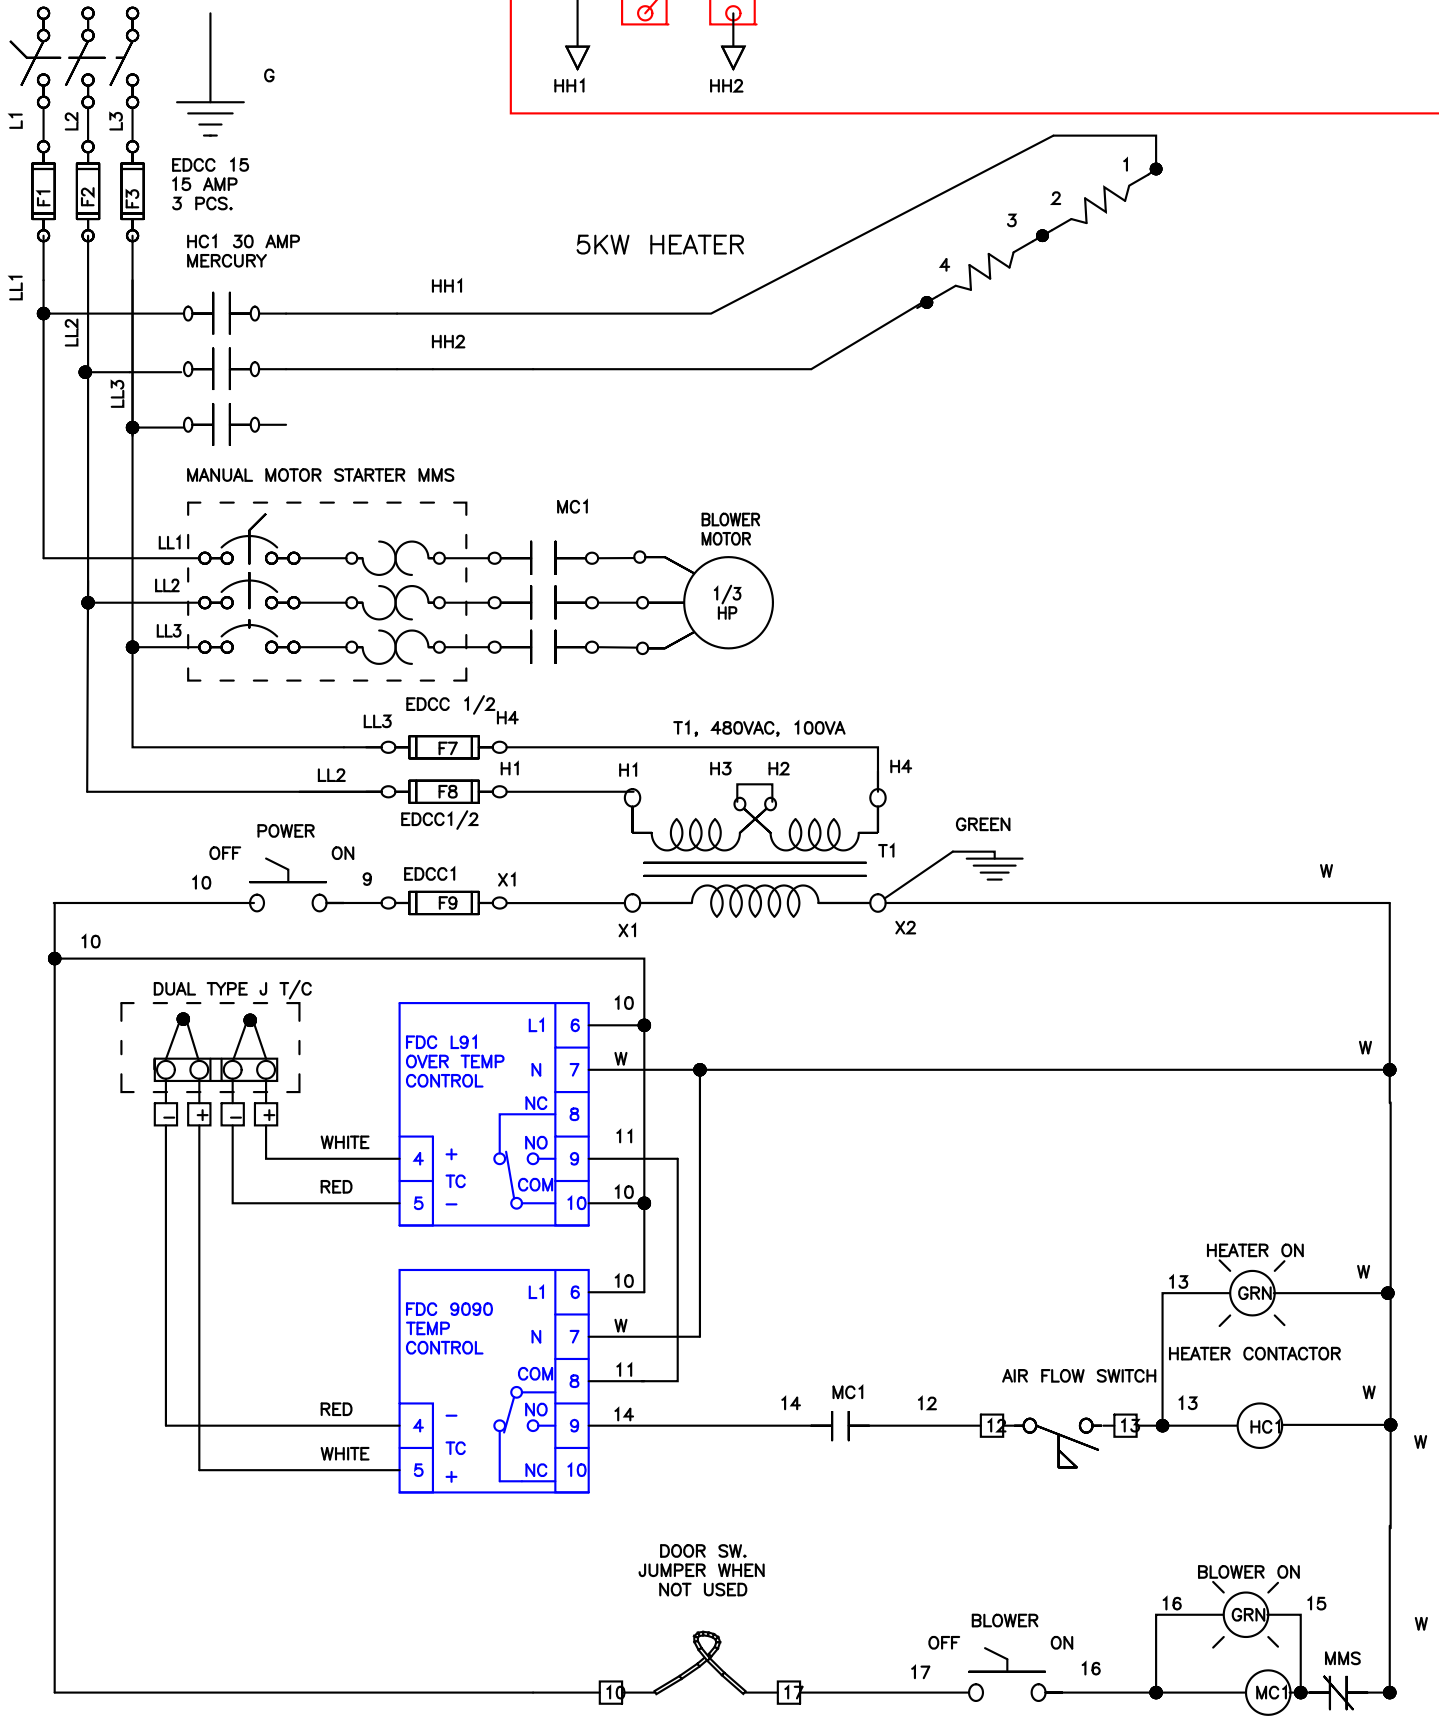 HH1
HH2
G
L1
L2
L3
F1
F2
F3
EDCC 15
15 AMP
3 PCS.
HC1 30 AMP
MERCURY
5KW HEATER
1
2
3
4
LL1
LL2
LL3
HH1
HH2
MANUAL MOTOR STARTER MMS
MC1
BLOWER
MOTOR
1/3
HP
LL1
LL2
LL3
EDCC 1/2
LL3
F7
H4
T1, 480VAC, 100VA
LL2
F8
H1
EDCC1/2
H1
H3
H2
H4
T1
GREEN
POWER
OFF
ON
10
9
EDCC1
F9
X1
X1
X2
W
10
DUAL TYPE J T/C
− + − +
WHITE
RED
FDC L91
OVER TEMP
CONTROL
L1 6 10
N 7 W
NC 8
NO 9 11
COM 10 10
4 +
TC
5 −
W
FDC 9090
TEMP
CONTROL
L1 6 10
N 7 W
COM 8 11
NO 9 14
NC 10
RED
WHITE
4 −
TC
5 +
14
MC1
12
12
AIR FLOW SWITCH
13
HEATER ON
13
GRN
W
HEATER CONTACTOR
13
HC1
W
W
DOOR SW.
JUMPER WHEN
NOT USED
10
17
17
BLOWER
OFF
ON
16
BLOWER ON
16
GRN
15
MC1
MMS
W